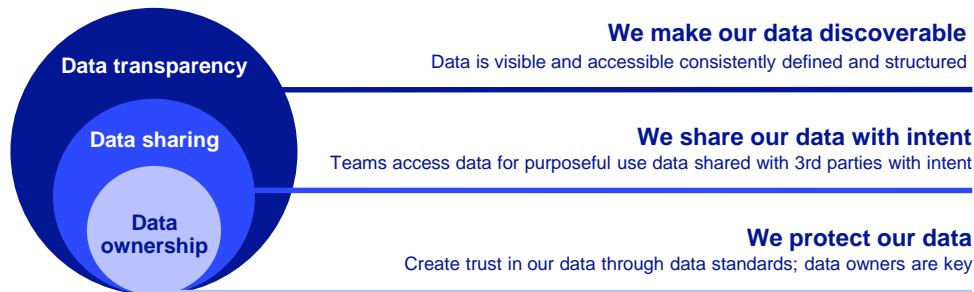 Data transparency
We make our data discoverable
Data is visible and accessible consistently defined and structured
Data sharing
We share our data with intent
Teams access data for purposeful use data shared with 3rd parties with intent
Data
ownership
We protect our data
Create trust in our data through data standards; data owners are key